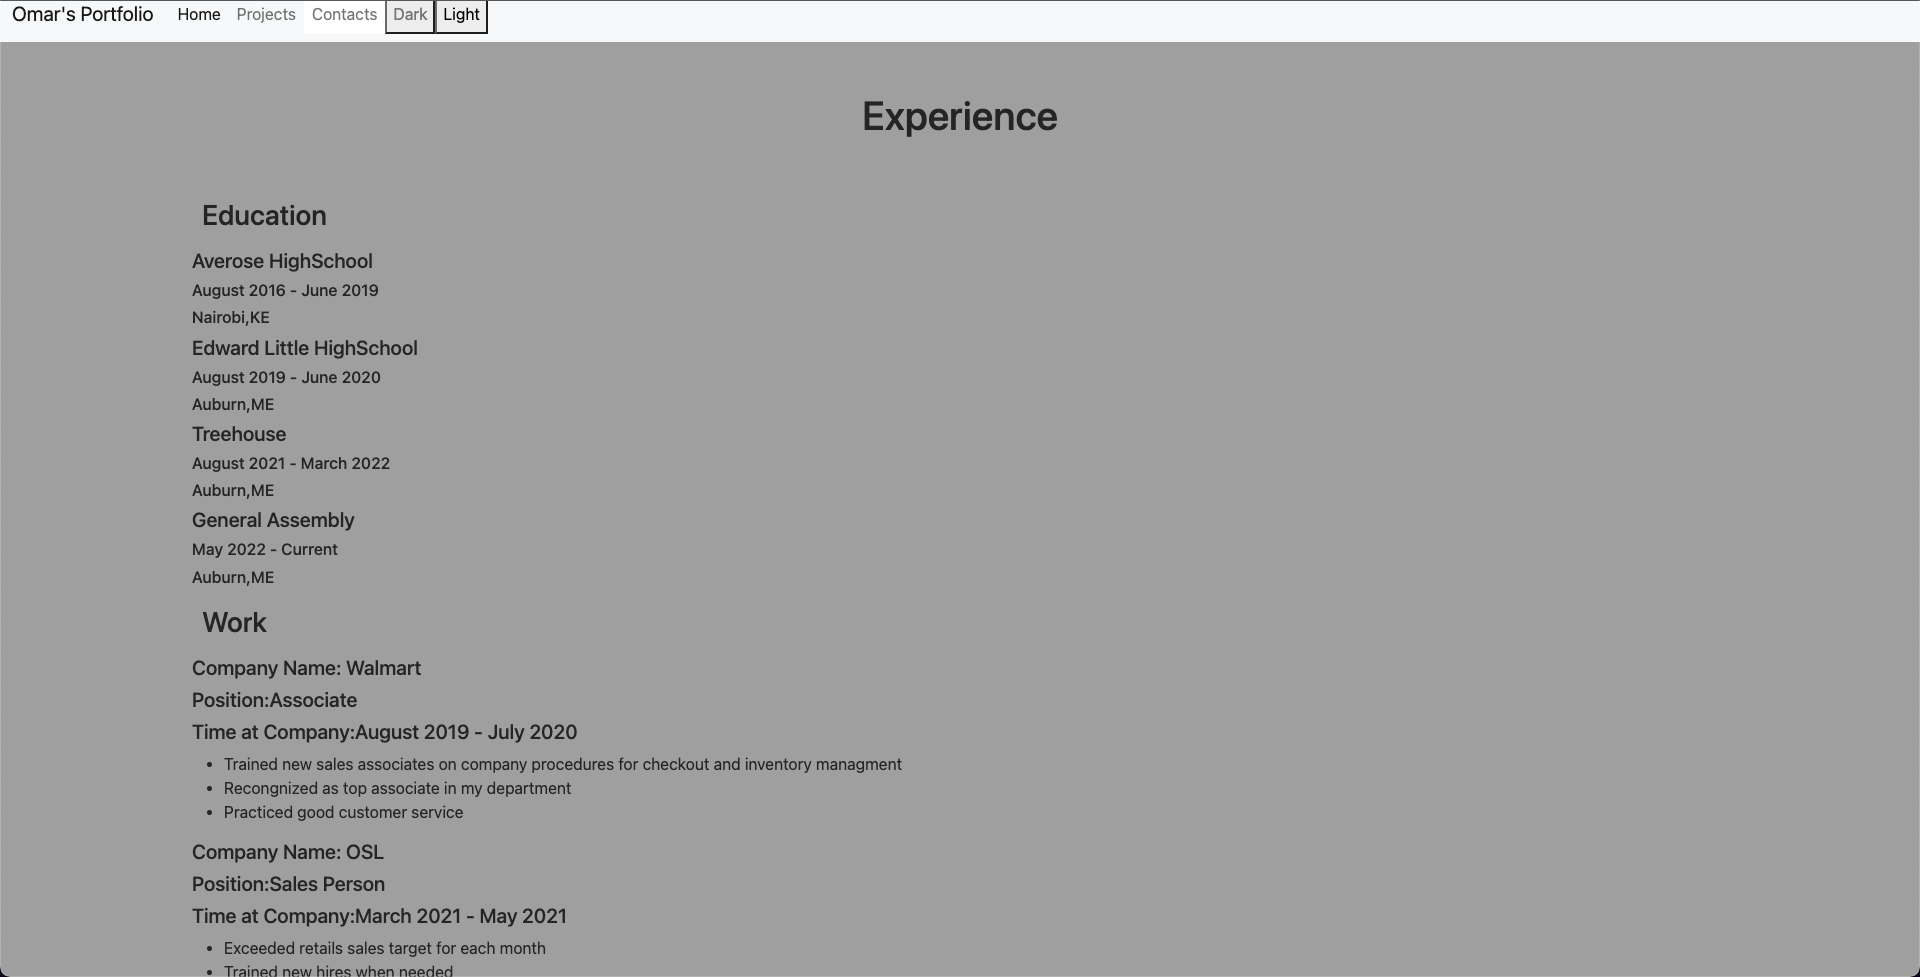 Omar's Portfolio Home Projects Contacts Dark Light
Experience
Education
Averose HighSchool
August 2016 - June 2019
Nairobi,KE
Edward Little HighSchool
August 2019 - June 2020
Auburn,ME
Treehouse
August 2021 - March 2022
Auburn,ME
General Assembly
May 2022 - Current
Auburn,ME
Work
Company Name: Walmart
Position:Associate
Time at Company:August 2019 - July 2020
• Trained new sales associates on company procedures for checkout and inventory managment
• Recongnized as top associate in my department
• Practiced good customer service
Company Name: OSL
Position:Sales Person
Time at Company:March 2021 - May 2021
• Exceeded retails sales target for each month
• Trained new hires when needed